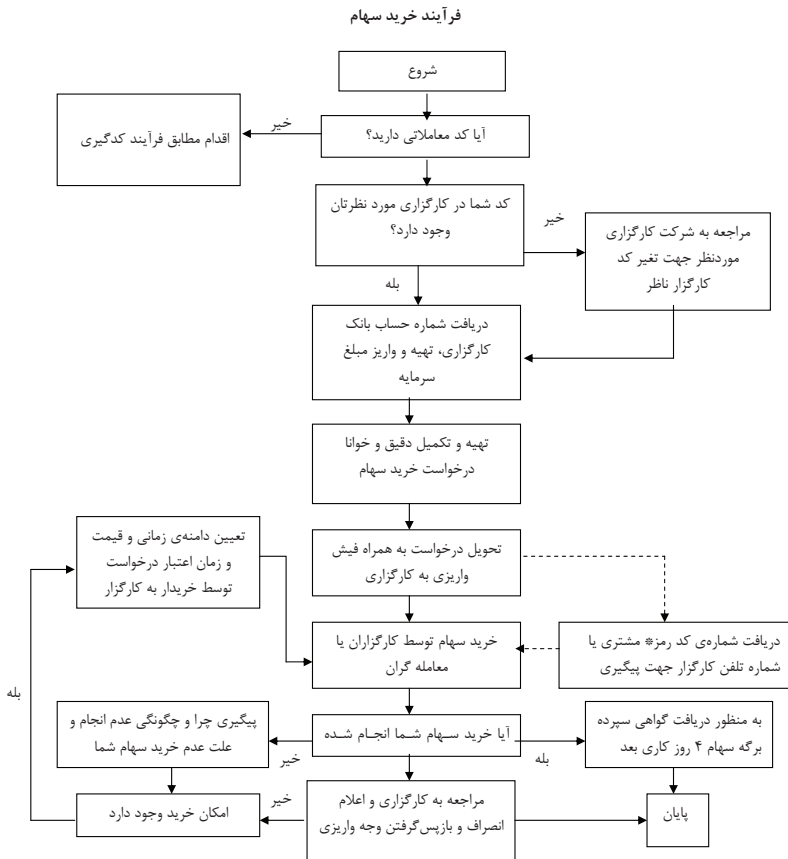 فرآیند خرید سهام
شروع
آیا کد معاملاتی دارید؟
خیر
اقدام مطابق فرآیند کدگیری
کد شما در کارگزاری مورد نظرتان
وجود دارد؟
خیر
مراجعه به شرکت کارگزاری
موردنظر جهت تغیر کد
کارگزار ناظر
بله
دریافت شماره حساب بانک
کارگزاری، تهیه و واریز مبلغ
سرمایه
تهیه و تکمیل دقیق و خوانا
درخواست خرید سهام
تحویل درخواست به همراه فیش
واریزی به کارگزاری
تعیین دامنه‌ی زمانی و قیمت
و زمان اعتبار درخواست
توسط خریدار به کارگزار
دریافت شماره‌ی کد رمز* مشتری یا
شماره تلفن کارگزار جهت پیگیری
خرید سهام توسط کارگزاران یا
معامله گران
بله
به منظور دریافت گواهی سپرده
برگه سهام ۴ روز کاری بعد
بله
آیا خرید سـهام شـما انجـام شـده
خیر
پیگیری چرا و چگونگی عدم انجام و
علت عدم خرید سهام شما
پایان
مراجعه به کارگزاری و اعلام
انصراف و بازپس‌گرفتن وجه واریزی
خیر
امکان خرید وجود دارد